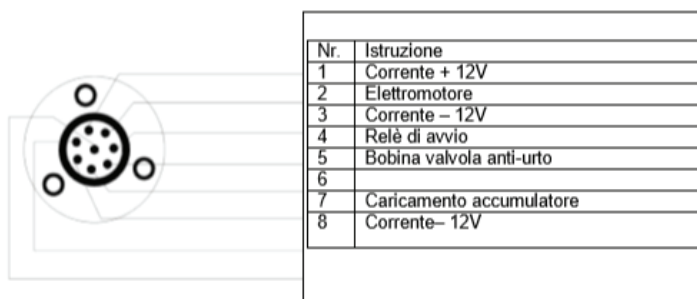 Nr. Istruzione
1 Corrente + 12V
2 Elettromotore
3 Corrente – 12V
4 Relè di avvio
5 Bobina valvola anti-urto
6
7 Caricamento accumulatore
8 Corrente– 12V